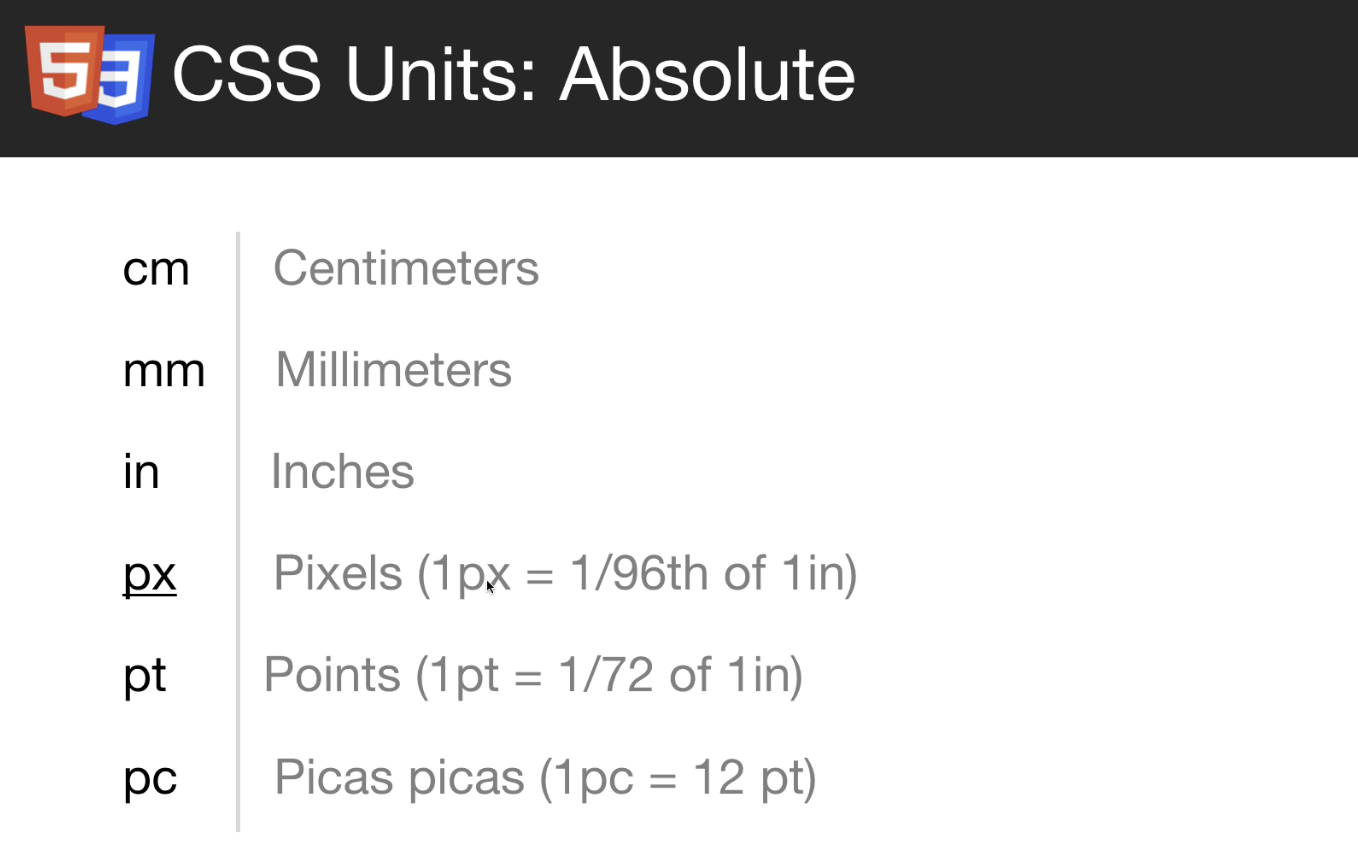 5 3 CSS Units: Absolute
cm Centimeters
mm Millimeters
in Inches
px Pixels (1px = 1/96th of 1in)
pt Points (1pt = 1/72 of 1in)
pc Picas picas (1pc = 12 pt)